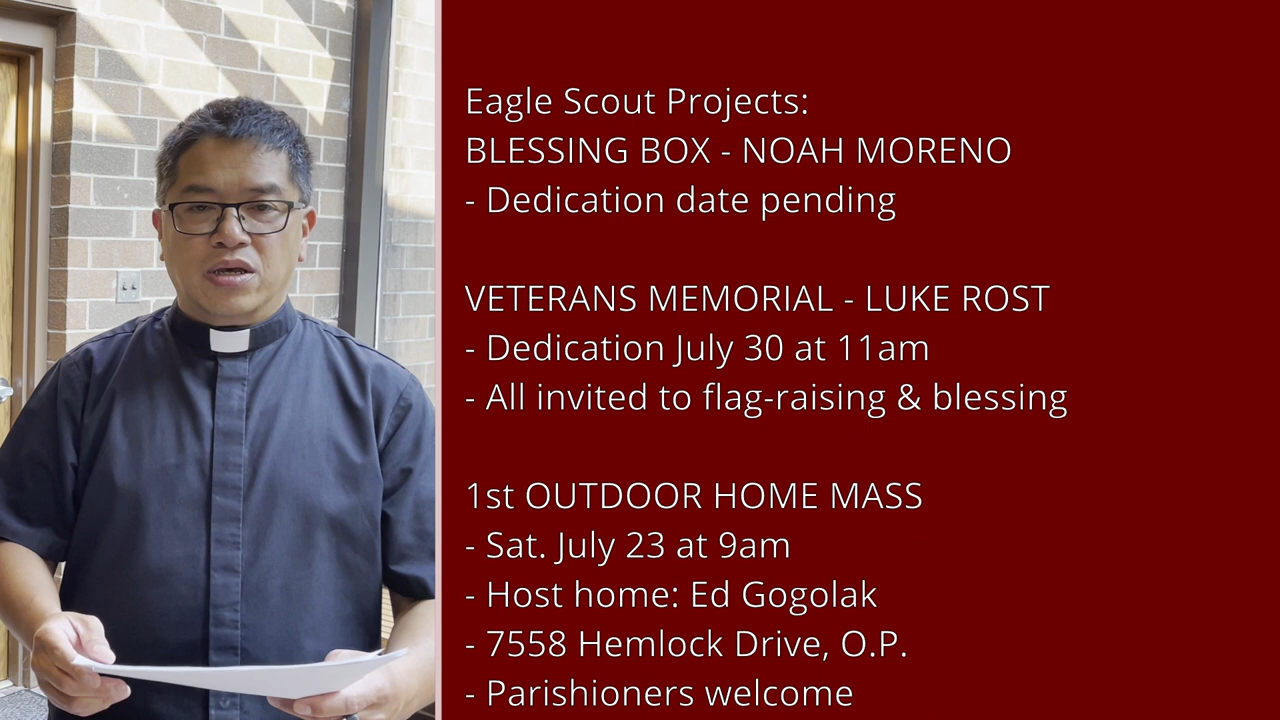 Eagle Scout Projects:
BLESSING BOX - NOAH MORENO
- Dedication date pending
VETERANS MEMORIAL - LUKE ROST
- Dedication July 30 at 11am
- All invited to flag-raising & blessing
1st OUTDOOR HOME MASS
- Sat. July 23 at 9am
- Host home: Ed Gogolak
- 7558 Hemlock Drive, O.P.
- Parishioners welcome